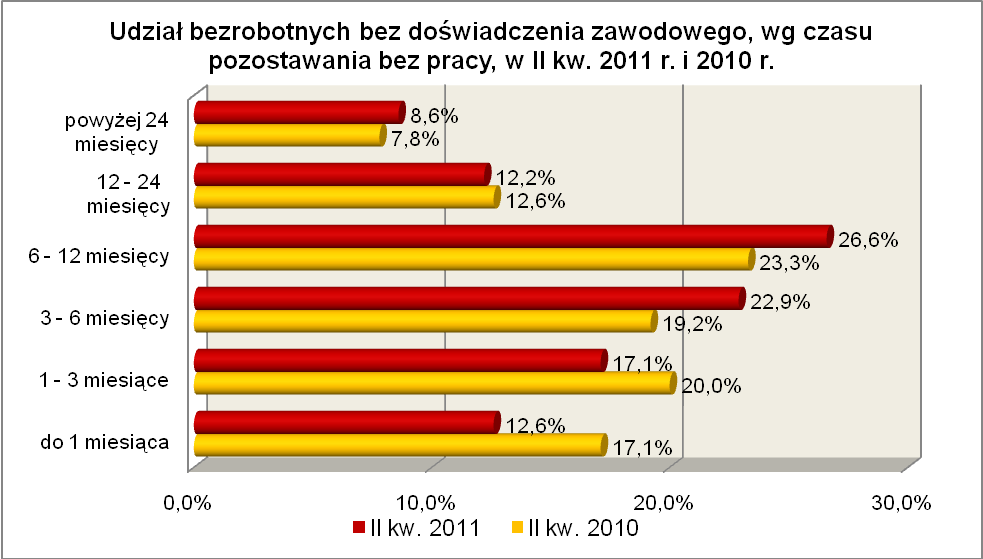 Udział bezrobotnych bez doświadczenia zawodowego, wg czasu
pozostawania bez pracy, w II kw. 2011 r. i 2010 r.
powyżej 24
miesięcy
8,6%
7,8%
12 - 24
miesięcy
12,2%
12,6%
6 - 12 miesięcy
26,6%
23,3%
3 - 6 miesięcy
22,9%
19,2%
1 - 3 miesiące
17,1%
20,0%
do 1 miesiąca
12,6%
17,1%
0,0% 10,0% 20,0% 30,0%
II kw. 2011 II kw. 2010